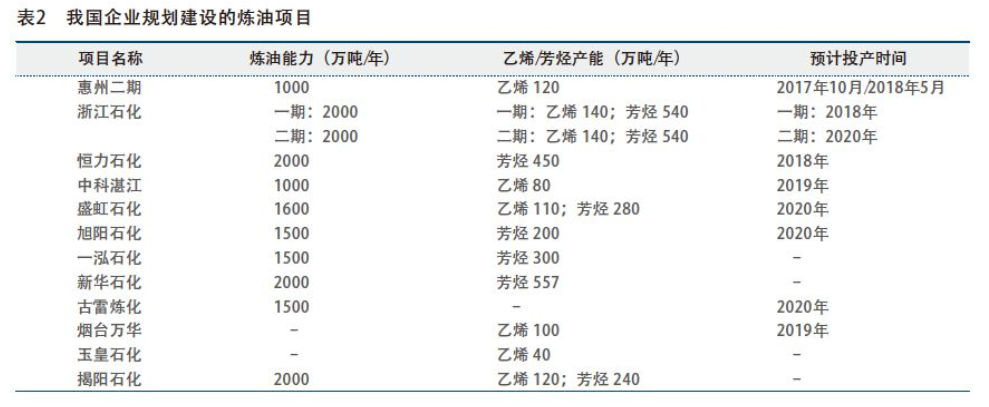 表2 我国企业规划建设的炼油项目
项目名称 炼油能力（万吨/年） 乙烯/芳烃产能（万吨/年） 预计投产时间
惠州二期 1000 乙烯 120 2017年10月/2018年5月
浙江石化 一期：2000 一期：乙烯 140；芳烃 540 一期：2018年
二期：2000 二期：乙烯 140；芳烃 540 二期：2020年
恒力石化 2000 芳烃 450 2018年
中科湛江 1000 乙烯 80 2019年
盛虹石化 1600 乙烯 110；芳烃 280 2020年
旭阳石化 1500 芳烃 200 2020年
一泓石化 1500 芳烃 300 –
新华石化 2000 芳烃 557 –
古雷炼化 1500 – 2020年
烟台万华 – 乙烯 100 2019年
玉皇石化 – 乙烯 40 –
揭阳石化 2000 乙烯 120；芳烃 240 –